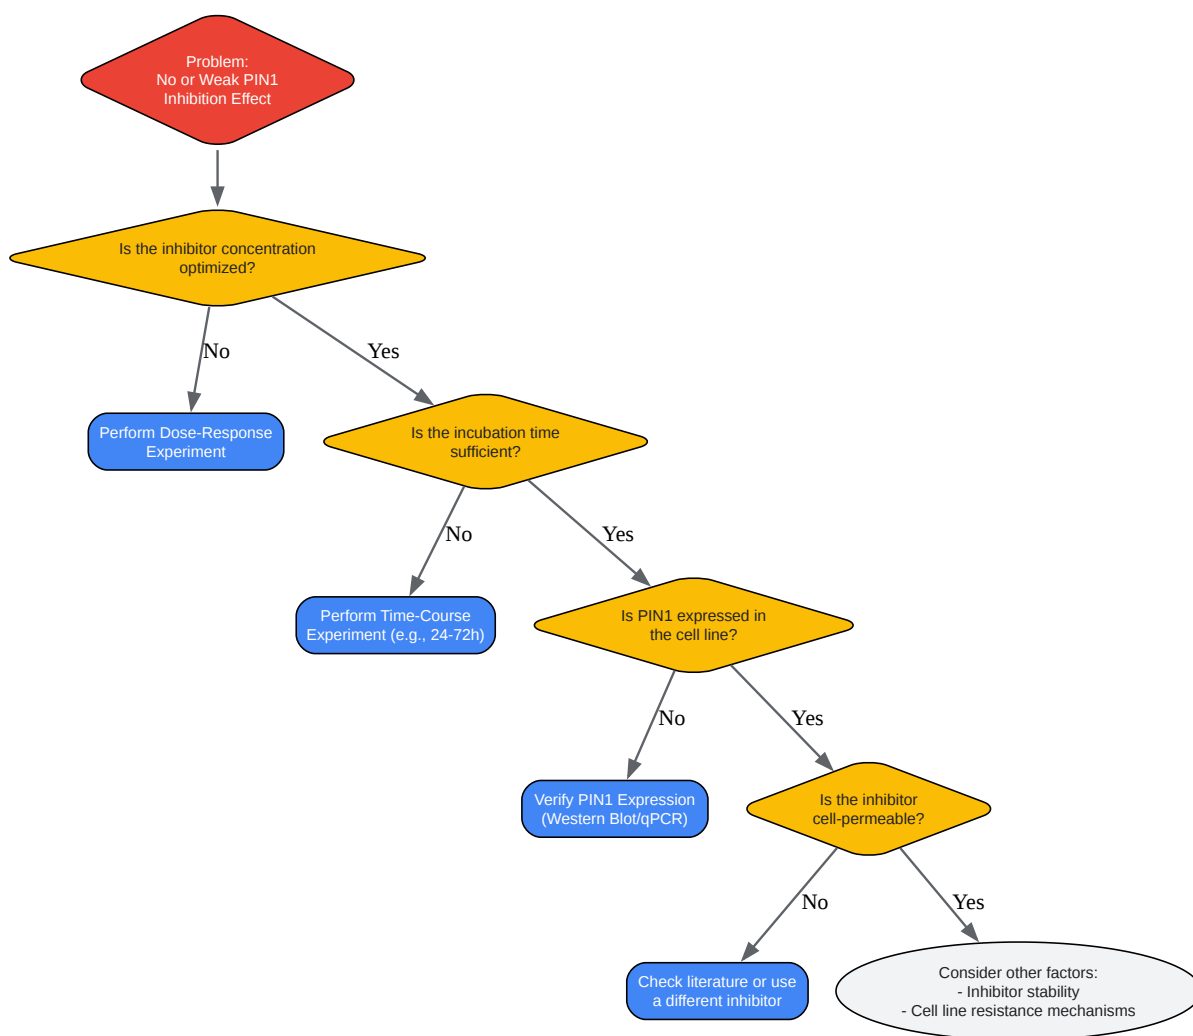 Problem:
No or Weak PIN1
Inhibition Effect
Is the inhibitor concentration
optimized?
No
Yes
Perform Dose-Response
Experiment
Is the incubation time
sufficient?
No
Yes
Perform Time-Course
Experiment (e.g., 24-72h)
Is PIN1 expressed in
the cell line?
No
Yes
Verify PIN1 Expression
(Western Blot/qPCR)
Is the inhibitor
cell-permeable?
No
Yes
Check literature or use
a different inhibitor
Consider other factors:
- Inhibitor stability
- Cell line resistance mechanisms